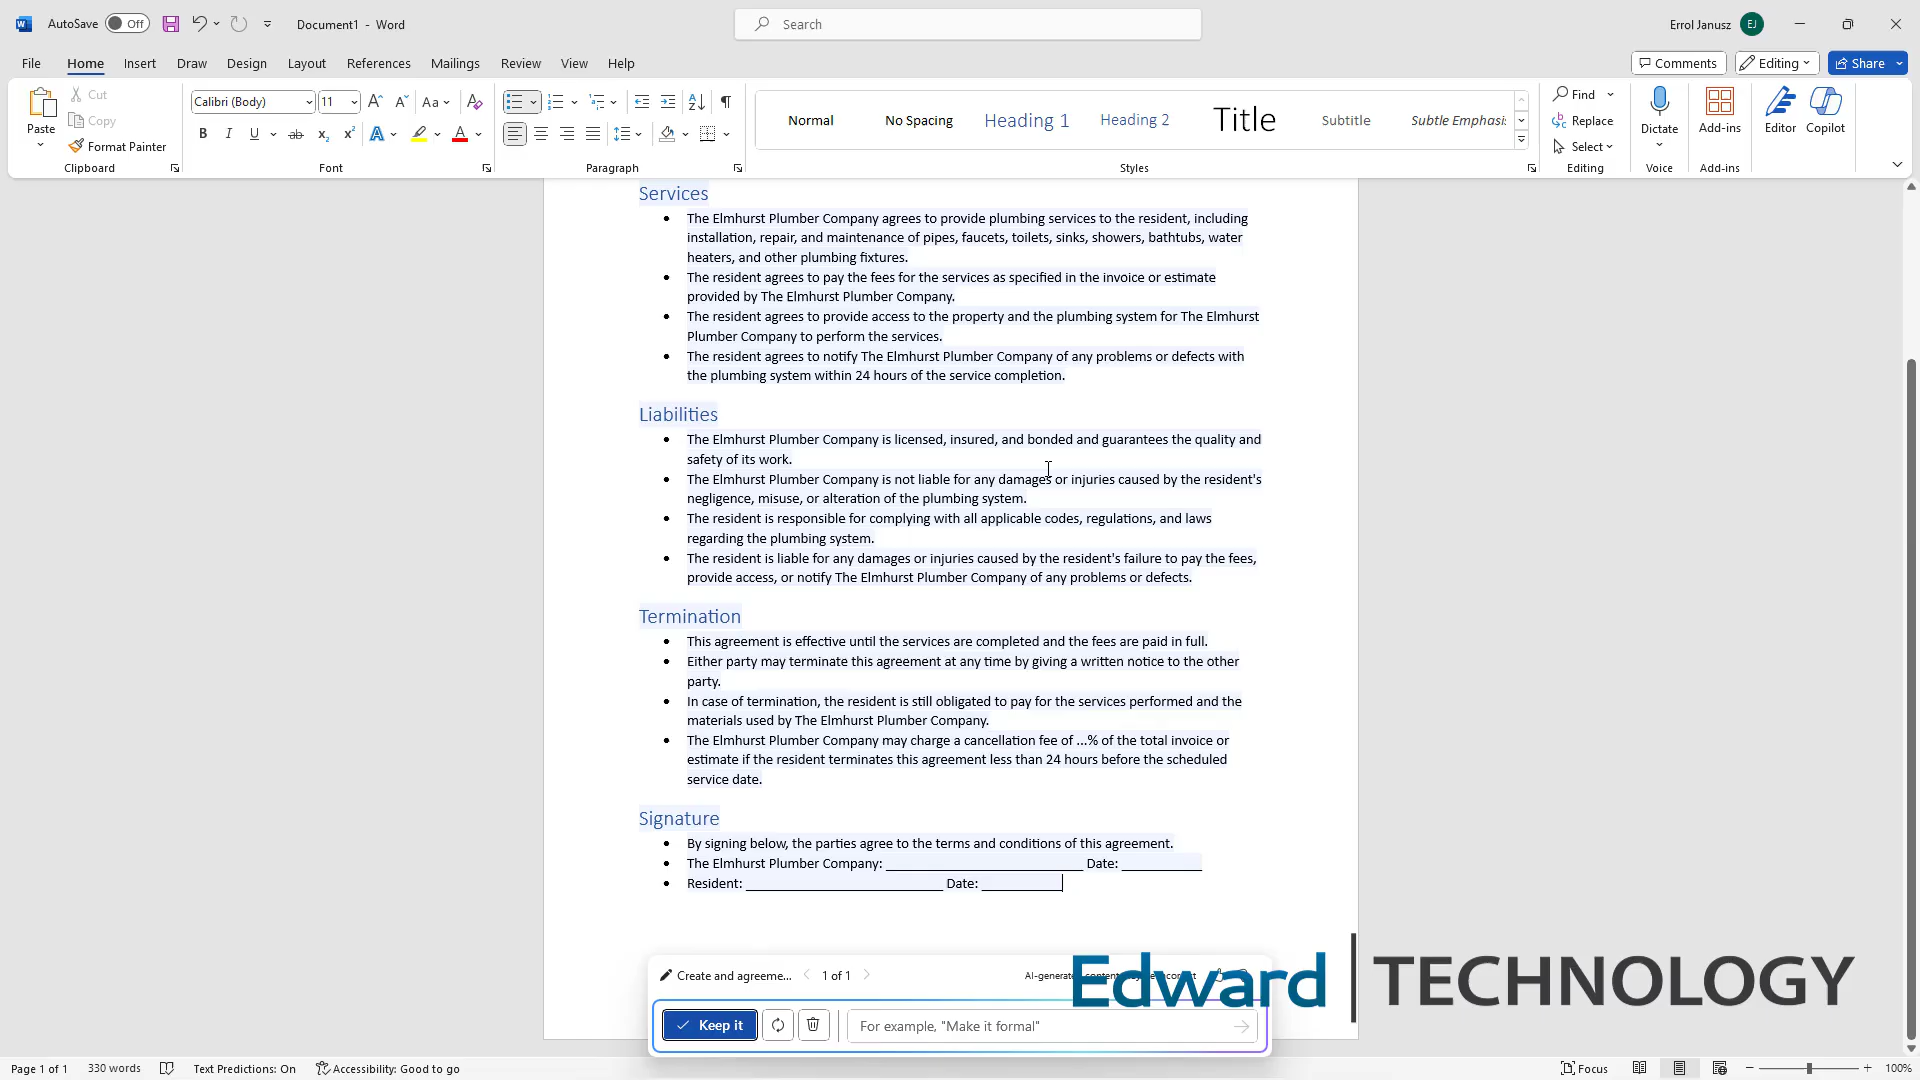 AutoSave Off Document1 - Word Search Errol Janusz EJ
File Home Insert Draw Design Layout References Mailings Review View Help Comments Editing Share
Paste Cut Copy Format Painter Clipboard
Calibri (Body) 11 Aa Font
Paragraph
Normal No Spacing Heading 1 Heading 2 Title Subtitle Subtle Emphasis Styles
Find Replace Select Editing
Dictate Voice
Add-ins Add-ins
Editor Copilot
Services
• The Elmhurst Plumber Company agrees to provide plumbing services to the resident, including
installation, repair, and maintenance of pipes, faucets, toilets, sinks, showers, bathtubs, water
heaters, and other plumbing fixtures.
• The resident agrees to pay the fees for the services as specified in the invoice or estimate
provided by The Elmhurst Plumber Company.
• The resident agrees to provide access to the property and the plumbing system for The Elmhurst
Plumber Company to perform the services.
• The resident agrees to notify The Elmhurst Plumber Company of any problems or defects with
the plumbing system within 24 hours of the service completion.
Liabilities
• The Elmhurst Plumber Company is licensed, insured, and bonded and guarantees the quality and
safety of its work.
• The Elmhurst Plumber Company is not liable for any damages or injuries caused by the resident's
negligence, misuse, or alteration of the plumbing system.
• The resident is responsible for complying with all applicable codes, regulations, and laws
regarding the plumbing system.
• The resident is liable for any damages or injuries caused by the resident's failure to pay the fees,
provide access, or notify The Elmhurst Plumber Company of any problems or defects.
Termination
• This agreement is effective until the services are completed and the fees are paid in full.
• Either party may terminate this agreement at any time by giving a written notice to the other
party.
• In case of termination, the resident is still obligated to pay for the services performed and the
materials used by The Elmhurst Plumber Company.
• The Elmhurst Plumber Company may charge a cancellation fee of ...% of the total invoice or
estimate if the resident terminates this agreement less than 24 hours before the scheduled
service date.
Signature
• By signing below, the parties agree to the terms and conditions of this agreement.
• The Elmhurst Plumber Company: ____________________________ Date: ____________
• Resident: ____________________________ Date: ____________
Create and agreeme... 1 of 1 AI-generated
Edward TECHNOLOGY
Keep it For example, "Make it formal"
Page 1 of 1 330 words Text Predictions: On Accessibility: Good to go Focus 100%